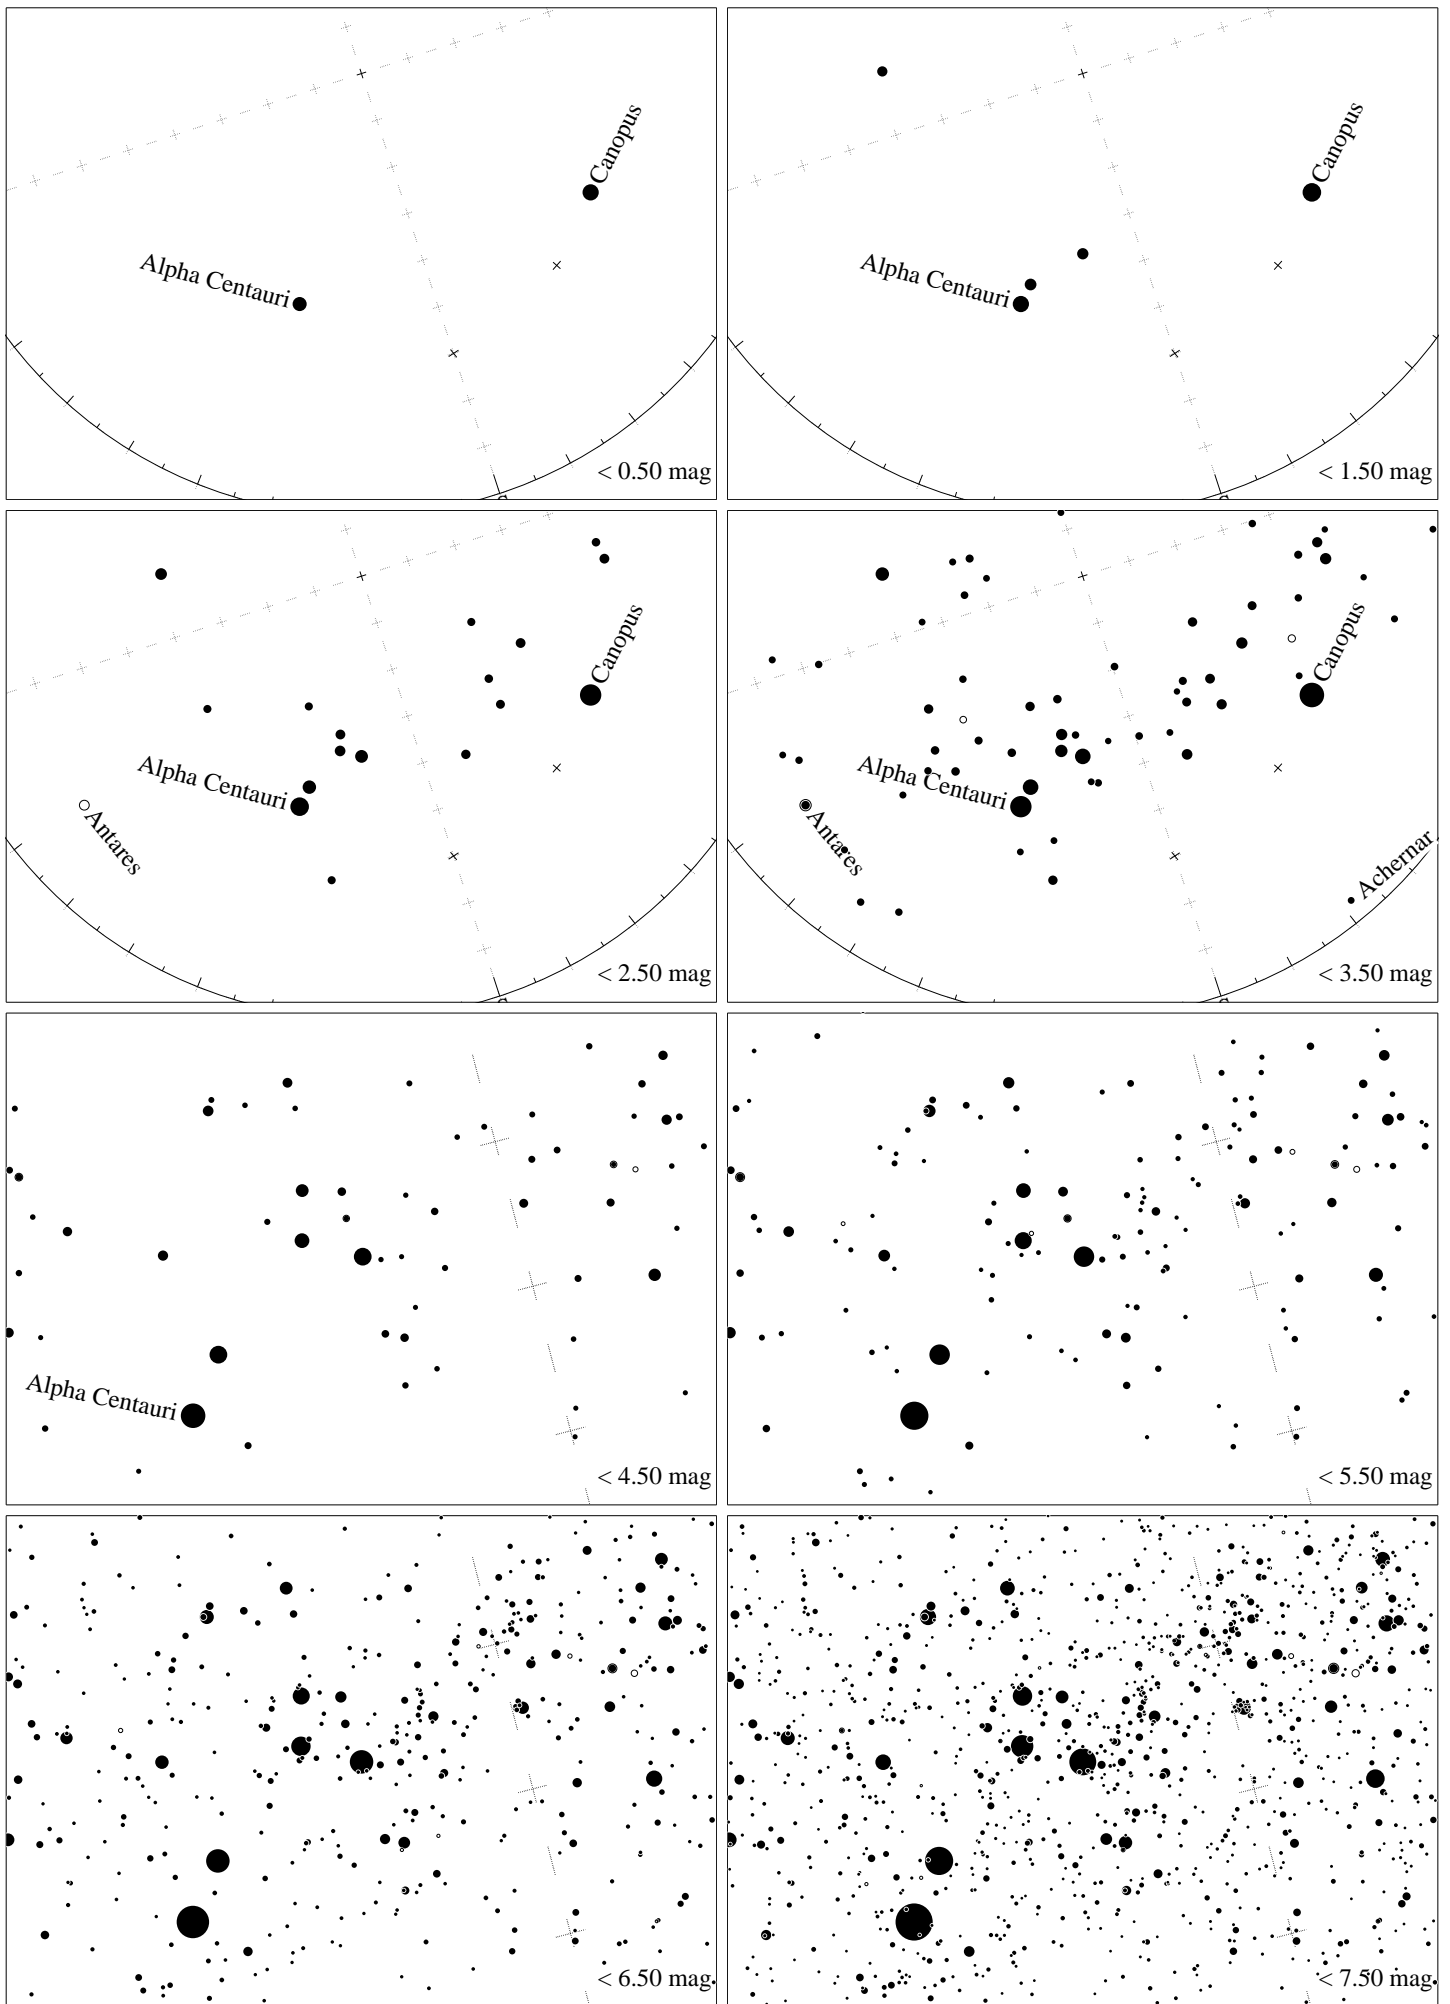 Canopus
Alpha Centauri
< 0.50 mag
Canopus
Alpha Centauri
< 1.50 mag
Canopus
Alpha Centauri
Antares
< 2.50 mag
Canopus
Alpha Centauri
Antares
Achernar
< 3.50 mag
Alpha Centauri
< 4.50 mag
< 5.50 mag
< 6.50 mag
< 7.50 mag